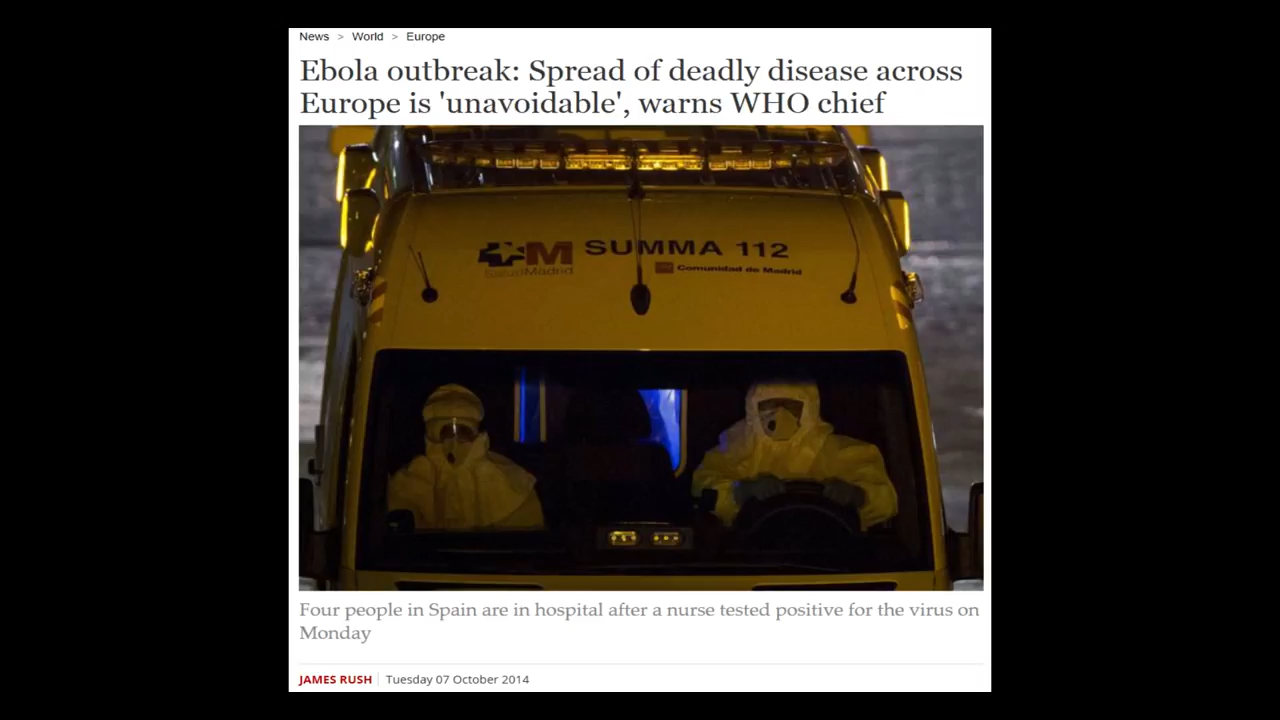 News > World > Europe
Ebola outbreak: Spread of deadly disease across
Europe is 'unavoidable', warns WHO chief
M SUMMA 112
SaludMadrid
Comunidad de Madrid
Four people in Spain are in hospital after a nurse tested positive for the virus on
Monday
JAMES RUSH | Tuesday 07 October 2014